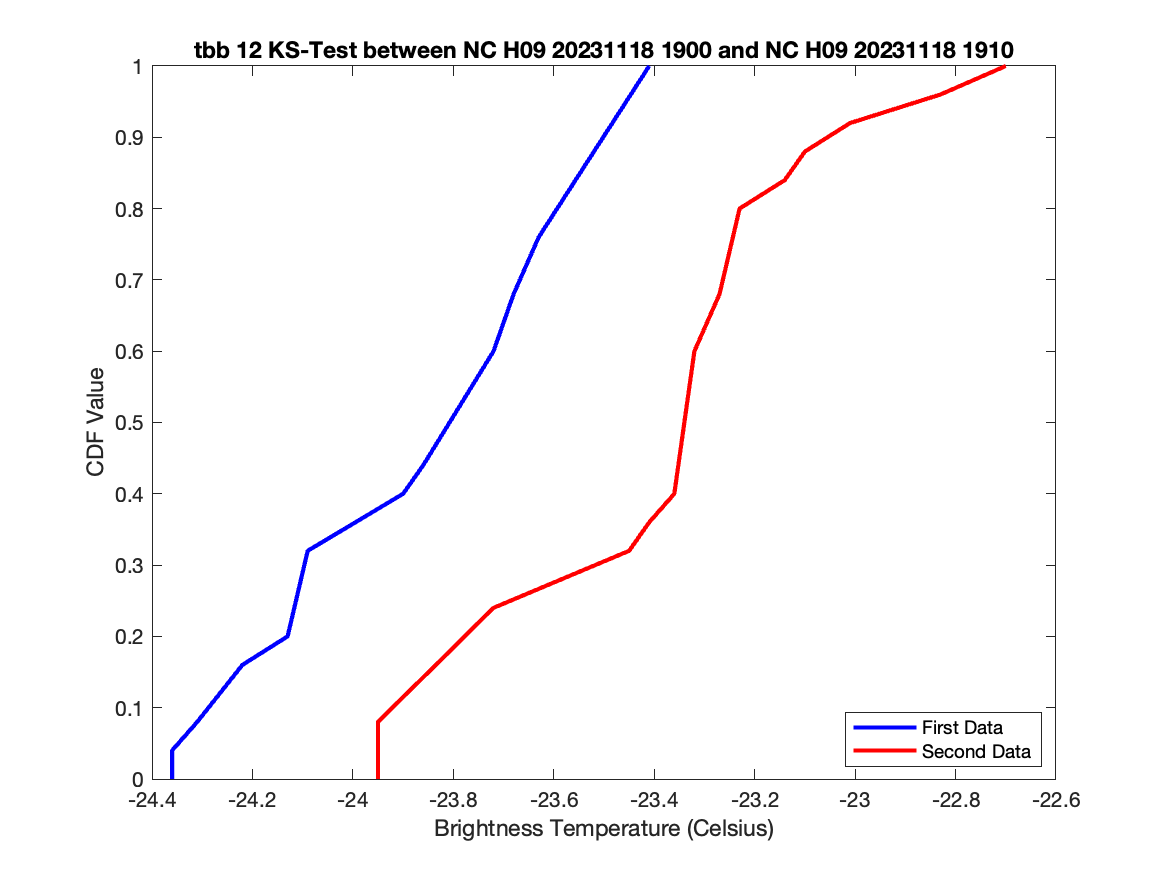 tbb 12 KS-Test between NC H09 20231118 1900 and NC H09 20231118 1910
1
0.9
0.8
0.7
0.6
0.5
0.4
0.3
0.2
0.1
0
CDF Value
First Data
Second Data
-24.4 -24.2 -24 -23.8 -23.6 -23.4 -23.2 -23 -22.8 -22.6
Brightness Temperature (Celsius)